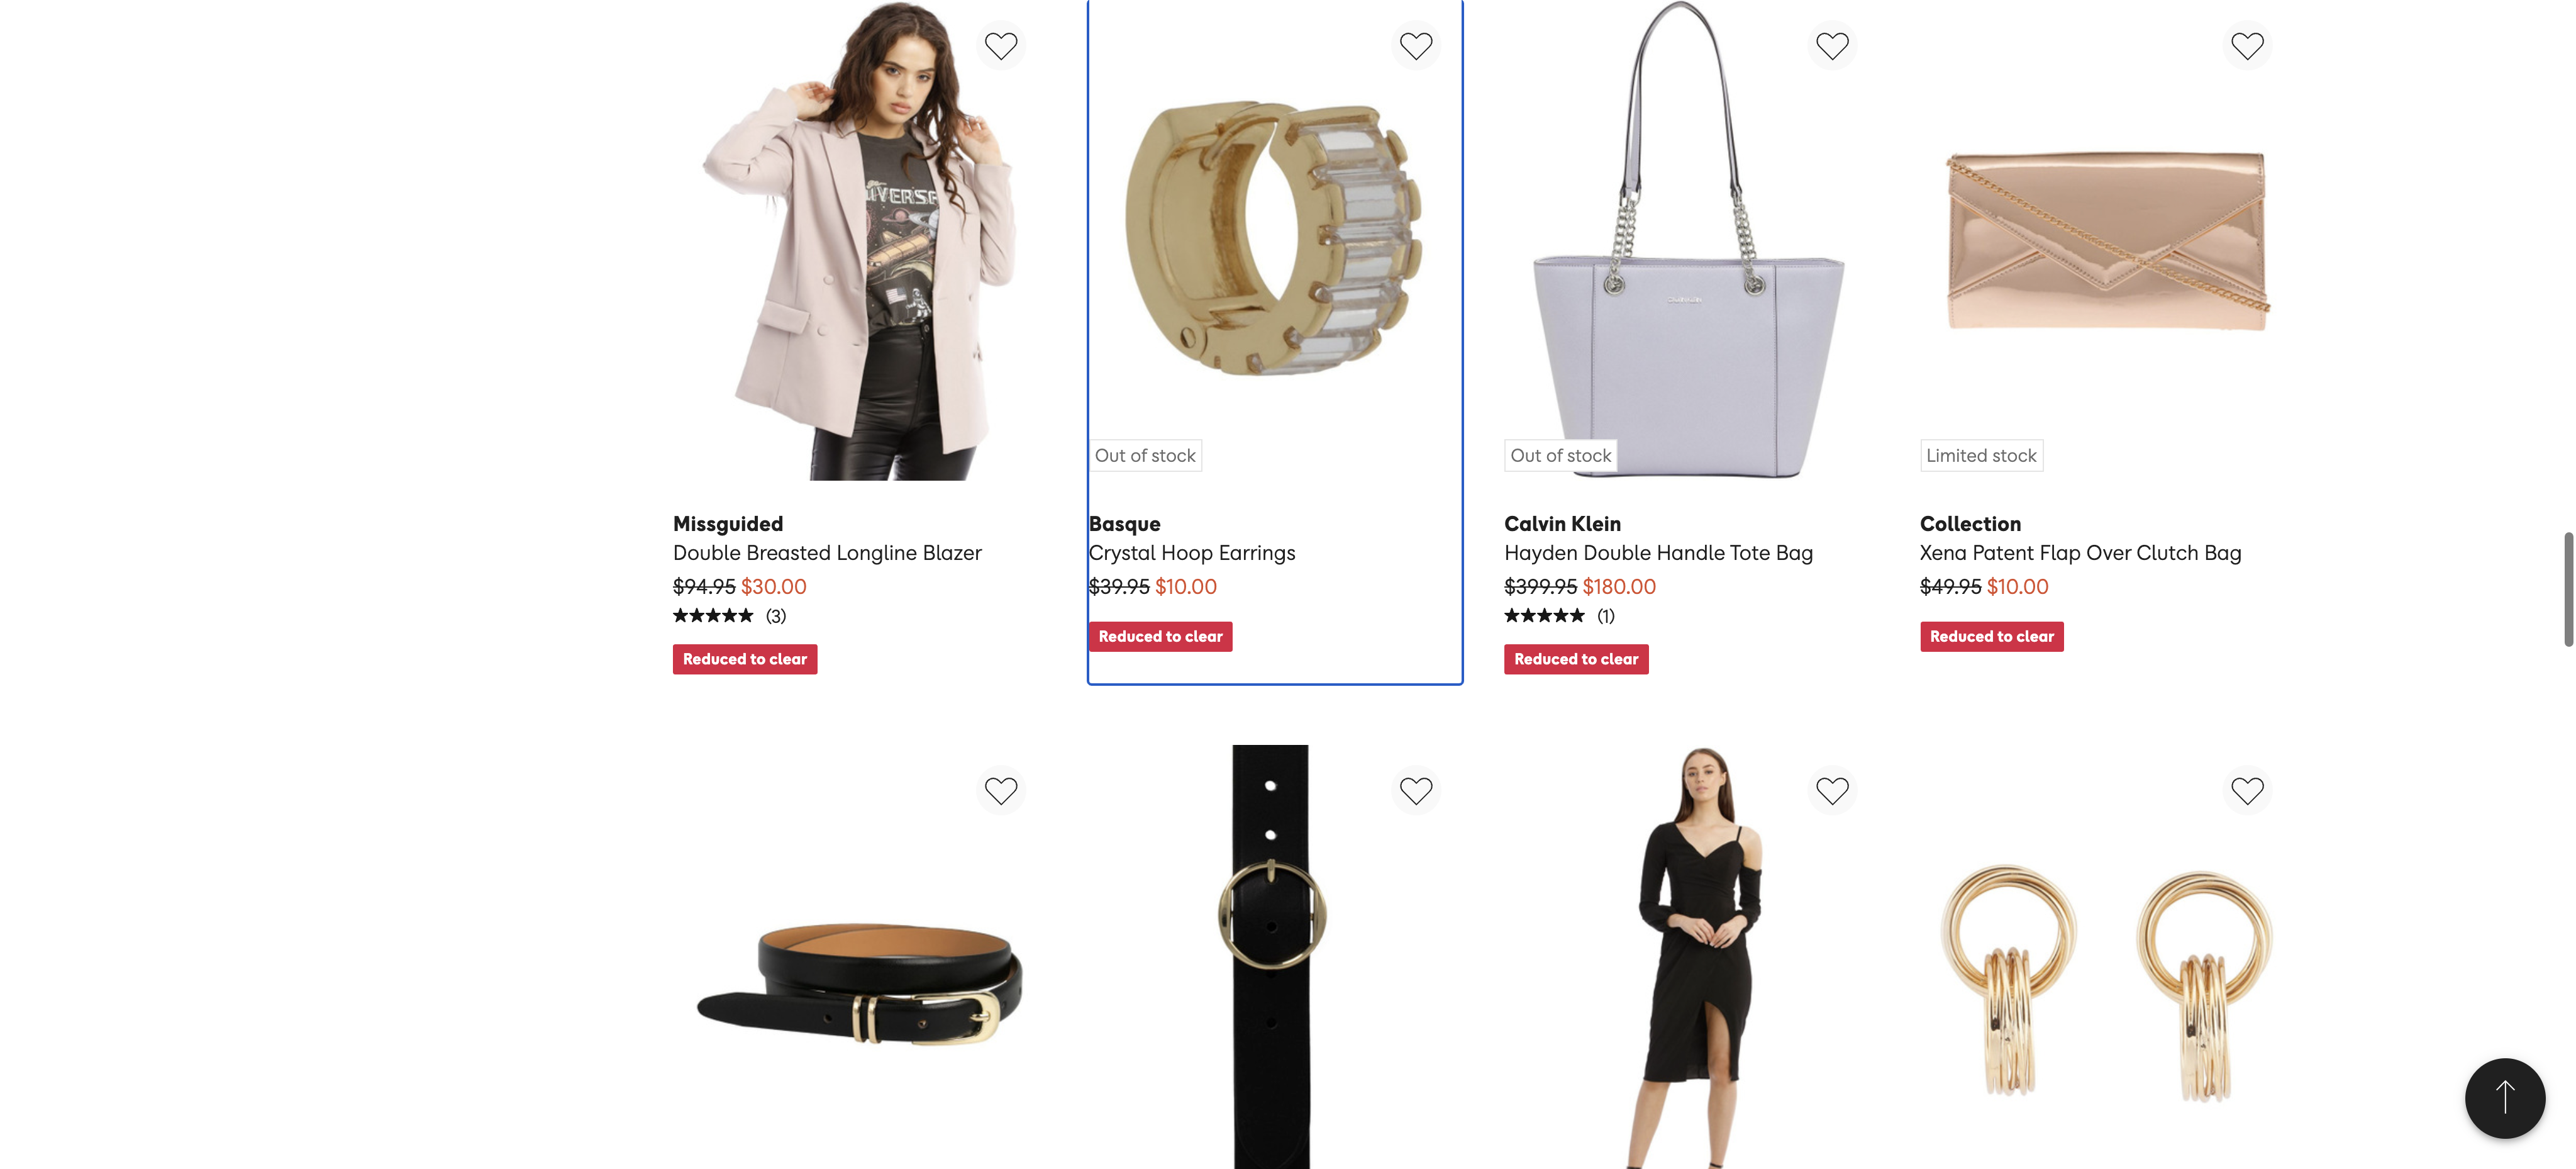 IVERSE
Calvin Klein
Out of stock
Out of stock
Limited stock
Missguided
Double Breasted Longline Blazer
$94.95 $30.00
(3)
Reduced to clear
Basque
Crystal Hoop Earrings
$39.95 $10.00
Reduced to clear
Calvin Klein
Hayden Double Handle Tote Bag
$399.95 $180.00
(1)
Reduced to clear
Collection
Xena Patent Flap Over Clutch Bag
$49.95 $10.00
Reduced to clear